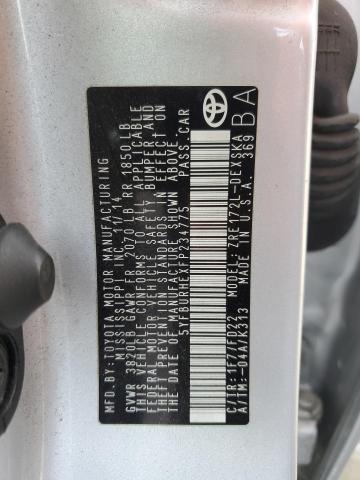 MFD.BY:TOYOTA MOTOR MANUFACTURING
MISSISSIPPI INC. 11/14
GVWR 3820LB GAWR FR 2070 LB RR 1850 LB
THIS VEHICLE CONFORMS TO ALL APPLICABLE
FEDERAL MOTOR VEHICLE SAFETY BUMPER AND
THEFT PREVENTION STANDARDS IN EFFECT ON
THE DATE OF MANUFACTURE SHOWN ABOVE.
5YFBURHEXFP234775 PASS.CAR
C/TR:1F7/FD22 MODEL:ZRE172L-DEXSKA
A/TM:-04A/K313 MADE IN U.S.A. 369
BA